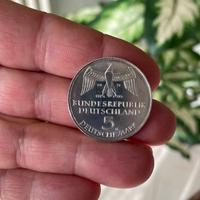 BUNDESREPUBLIK
DEUTSCHLAND
5
DEUTSCHE MARK